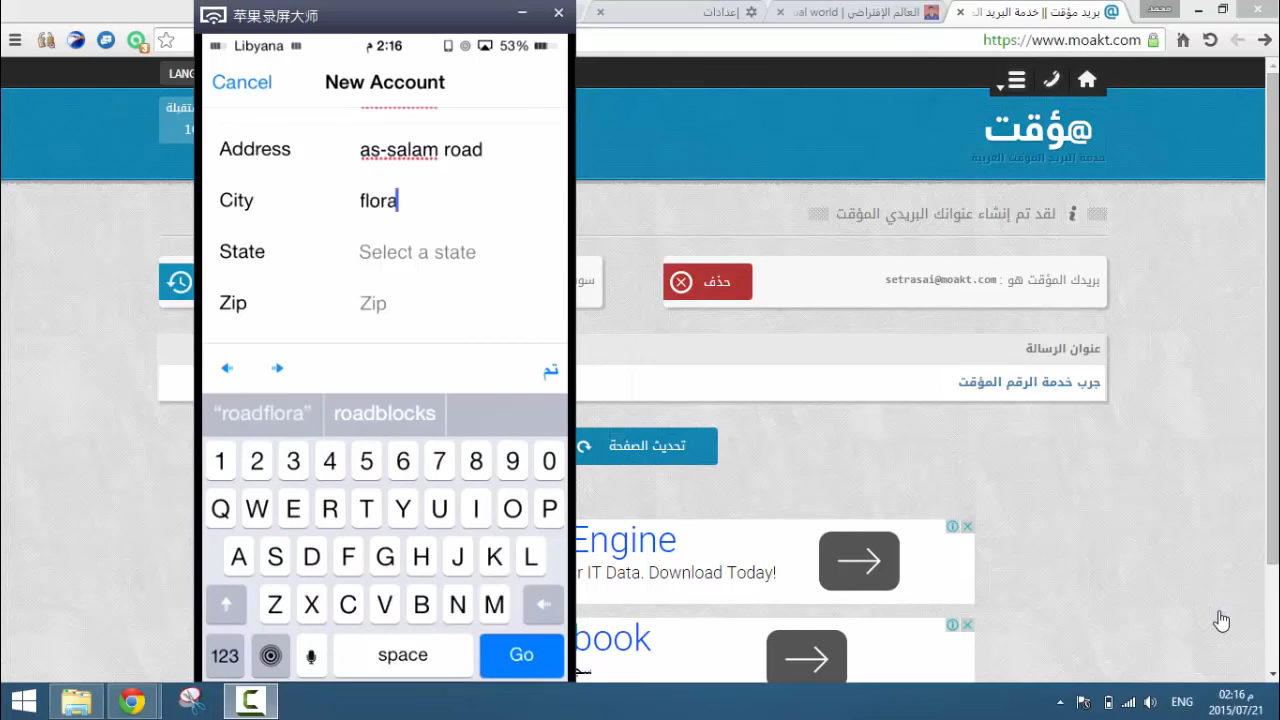 苹果录屏大师
Libyana
2:16 م
53%
Cancel
New Account
Address
as-salam road
City
flora
State
Select a state
Zip
Zip
تم
"roadflora"
roadblocks
1 2 3 4 5 6 7 8 9 0
Q W E R T Y U I O P
A S D F G H J K L
Z X C V B N M
123
space
Go
إعدادات
العالم الإفتراضي | ual world
بريد مؤقت || خدمة البريد ال
محمد
https://www.moakt.com
LANG
@مؤقت
خدمة البريد الموقت العربية
لقد تم إنشاء عنوانك البريدي المؤقت
بريدك المؤقت هو : setrasai@moakt.com
حذف
عنوان الرسالة
جرب خدمة الرقم المؤقت
تحديث الصفحة
Engine
r IT Data. Download Today!
book
ENG
02:16 م
2015/07/21